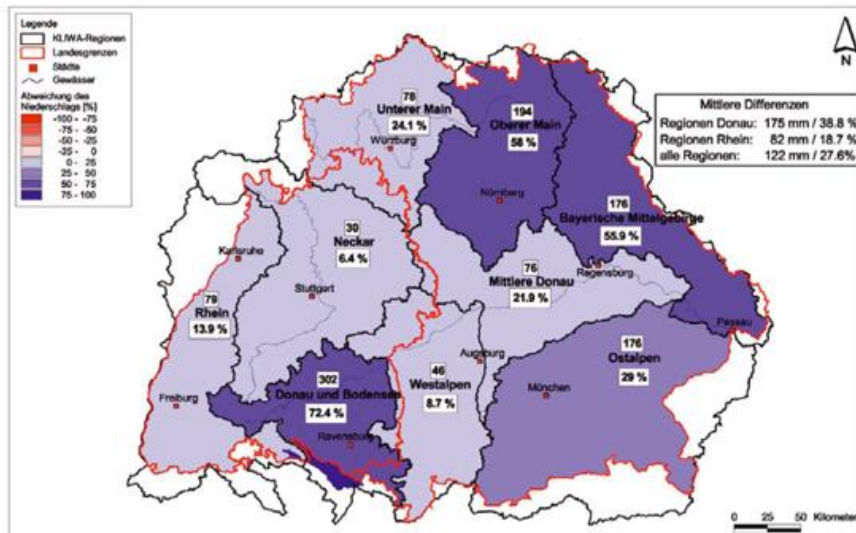 Legende
KLIWA-Regionen
Landesgrenzen
Städte
Gewässer
Abweichung des
Niederschlags [%]
-100 - -75
-75 - -50
-50 - -25
-25 - 0
0 - 25
25 - 50
50 - 75
75 - 100
N
Mittlere Differenzen
Regionen Donau: 175 mm / 38.8 %
Regionen Rhein: 82 mm / 18.7 %
alle Regionen: 122 mm / 27.6%
78
Unterer Main
24.1 %
Würzburg
194
Oberer Main
58 %
Nürnberg
176
Bayerische Mittelgebirge
55.9 %
30
Neckar
6.4 %
Karlsruhe
Stuttgart
76
Mittlere Donau
21.9 %
Regensburg
79
Rhein
13.9 %
Passau
176
Ostalpen
29 %
Augsburg
München
46
Westalpen
8.7 %
302
Donau und Bodensee
72.4 %
Freiburg
Ravensburg
0 25 50 Kilometer